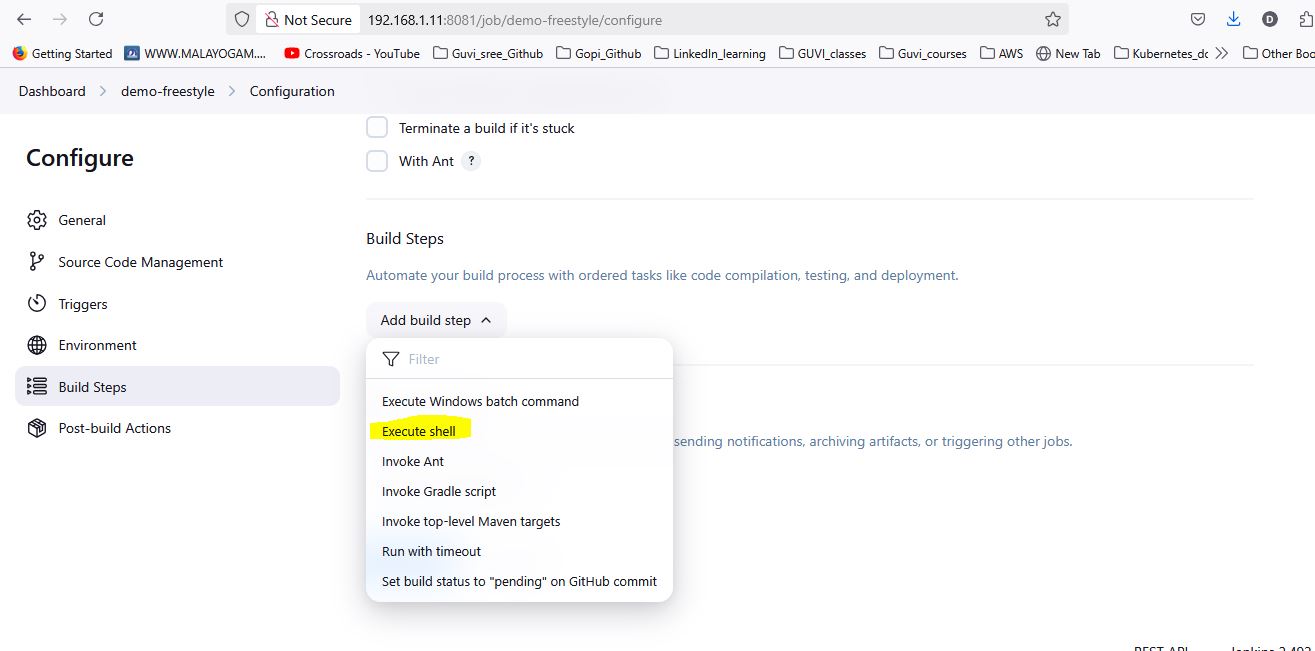 Not Secure 192.168.1.11:8081/job/demo-freestyle/configure D
Getting Started WWW.MALAYOGAM.... Crossroads - YouTube Guvi_sree_Github Gopi_Github LinkedIn_learning GUVI_classes Guvi_courses AWS New Tab Kubernetes_dc Other Boo
Dashboard demo-freestyle Configuration
Configure
General
Source Code Management
Triggers
Environment
Build Steps
Post-build Actions
Terminate a build if it's stuck
With Ant ?
Build Steps
Automate your build process with ordered tasks like code compilation, testing, and deployment.
Add build step
Filter
Execute Windows batch command
Execute shell
Invoke Ant
Invoke Gradle script
Invoke top-level Maven targets
Run with timeout
Set build status to "pending" on GitHub commit
sending notifications, archiving artifacts, or triggering other jobs.
REST API Jenkins 2.492